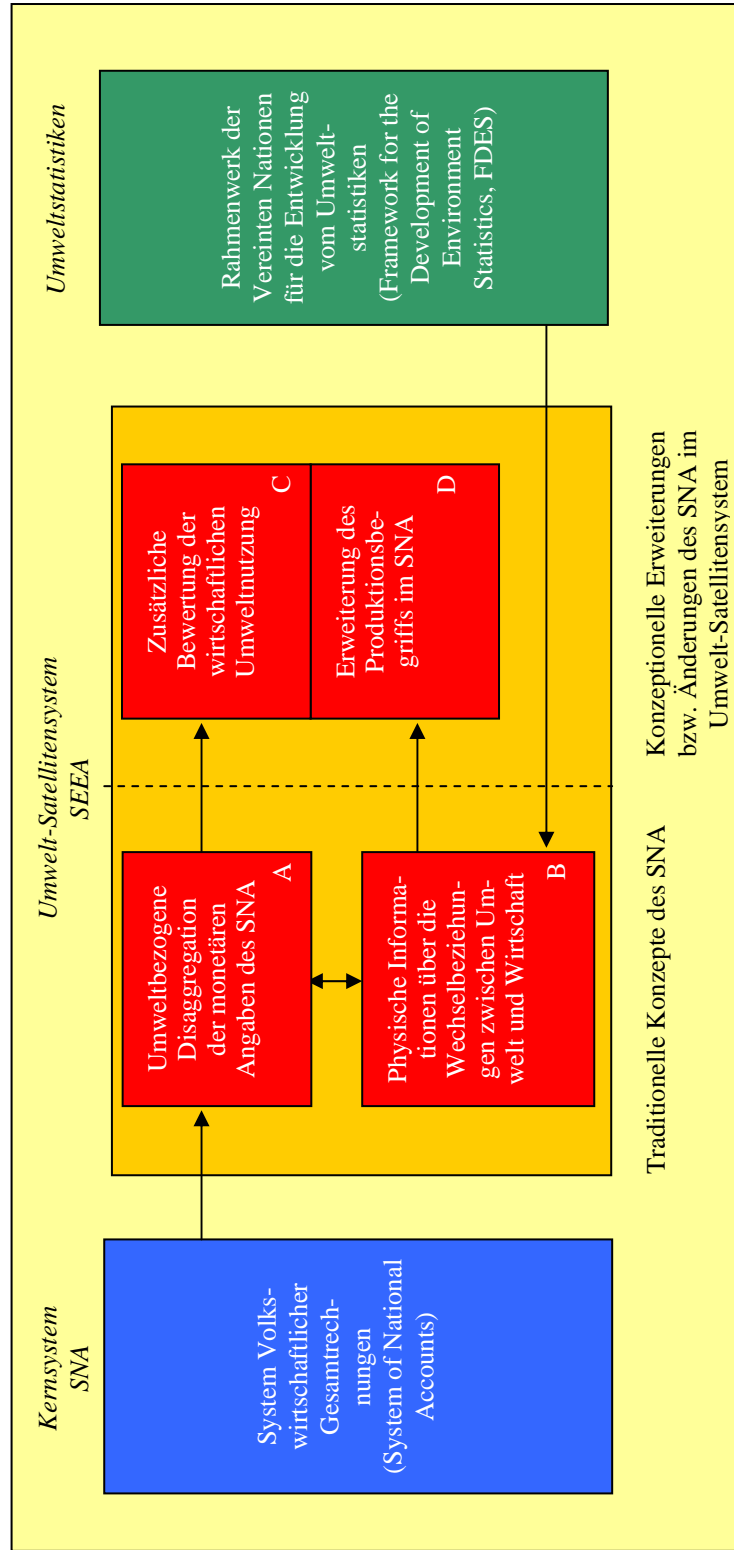 Kernsystem
SNA
System Volks-
wirtschaftlicher
Gesamtrech-
nungen
(System of National
Accounts)
Umwelt-Satellitensystem
SEEA
Umweltbezogene
Disaggregation
der monetären
Angaben des SNA
A
Physische Informa-
tionen über die
Wechselbeziehun-
gen zwischen Um-
welt und Wirtschaft
B
Zusätzliche
Bewertung der
wirtschaftlichen
Umweltnutzung
C
Erweiterung des
Produktionsbe-
griffs im SNA
D
Traditionelle Konzepte des SNA
Konzeptionelle Erweiterungen
bzw. Änderungen des SNA im
Umwelt-Satellitensystem
Umweltstatistiken
Rahmenwerk der
Vereinten Nationen
für die Entwicklung
vom Umwelt-
statistiken
(Framework for the
Development of
Environment
Statistics, FDES)